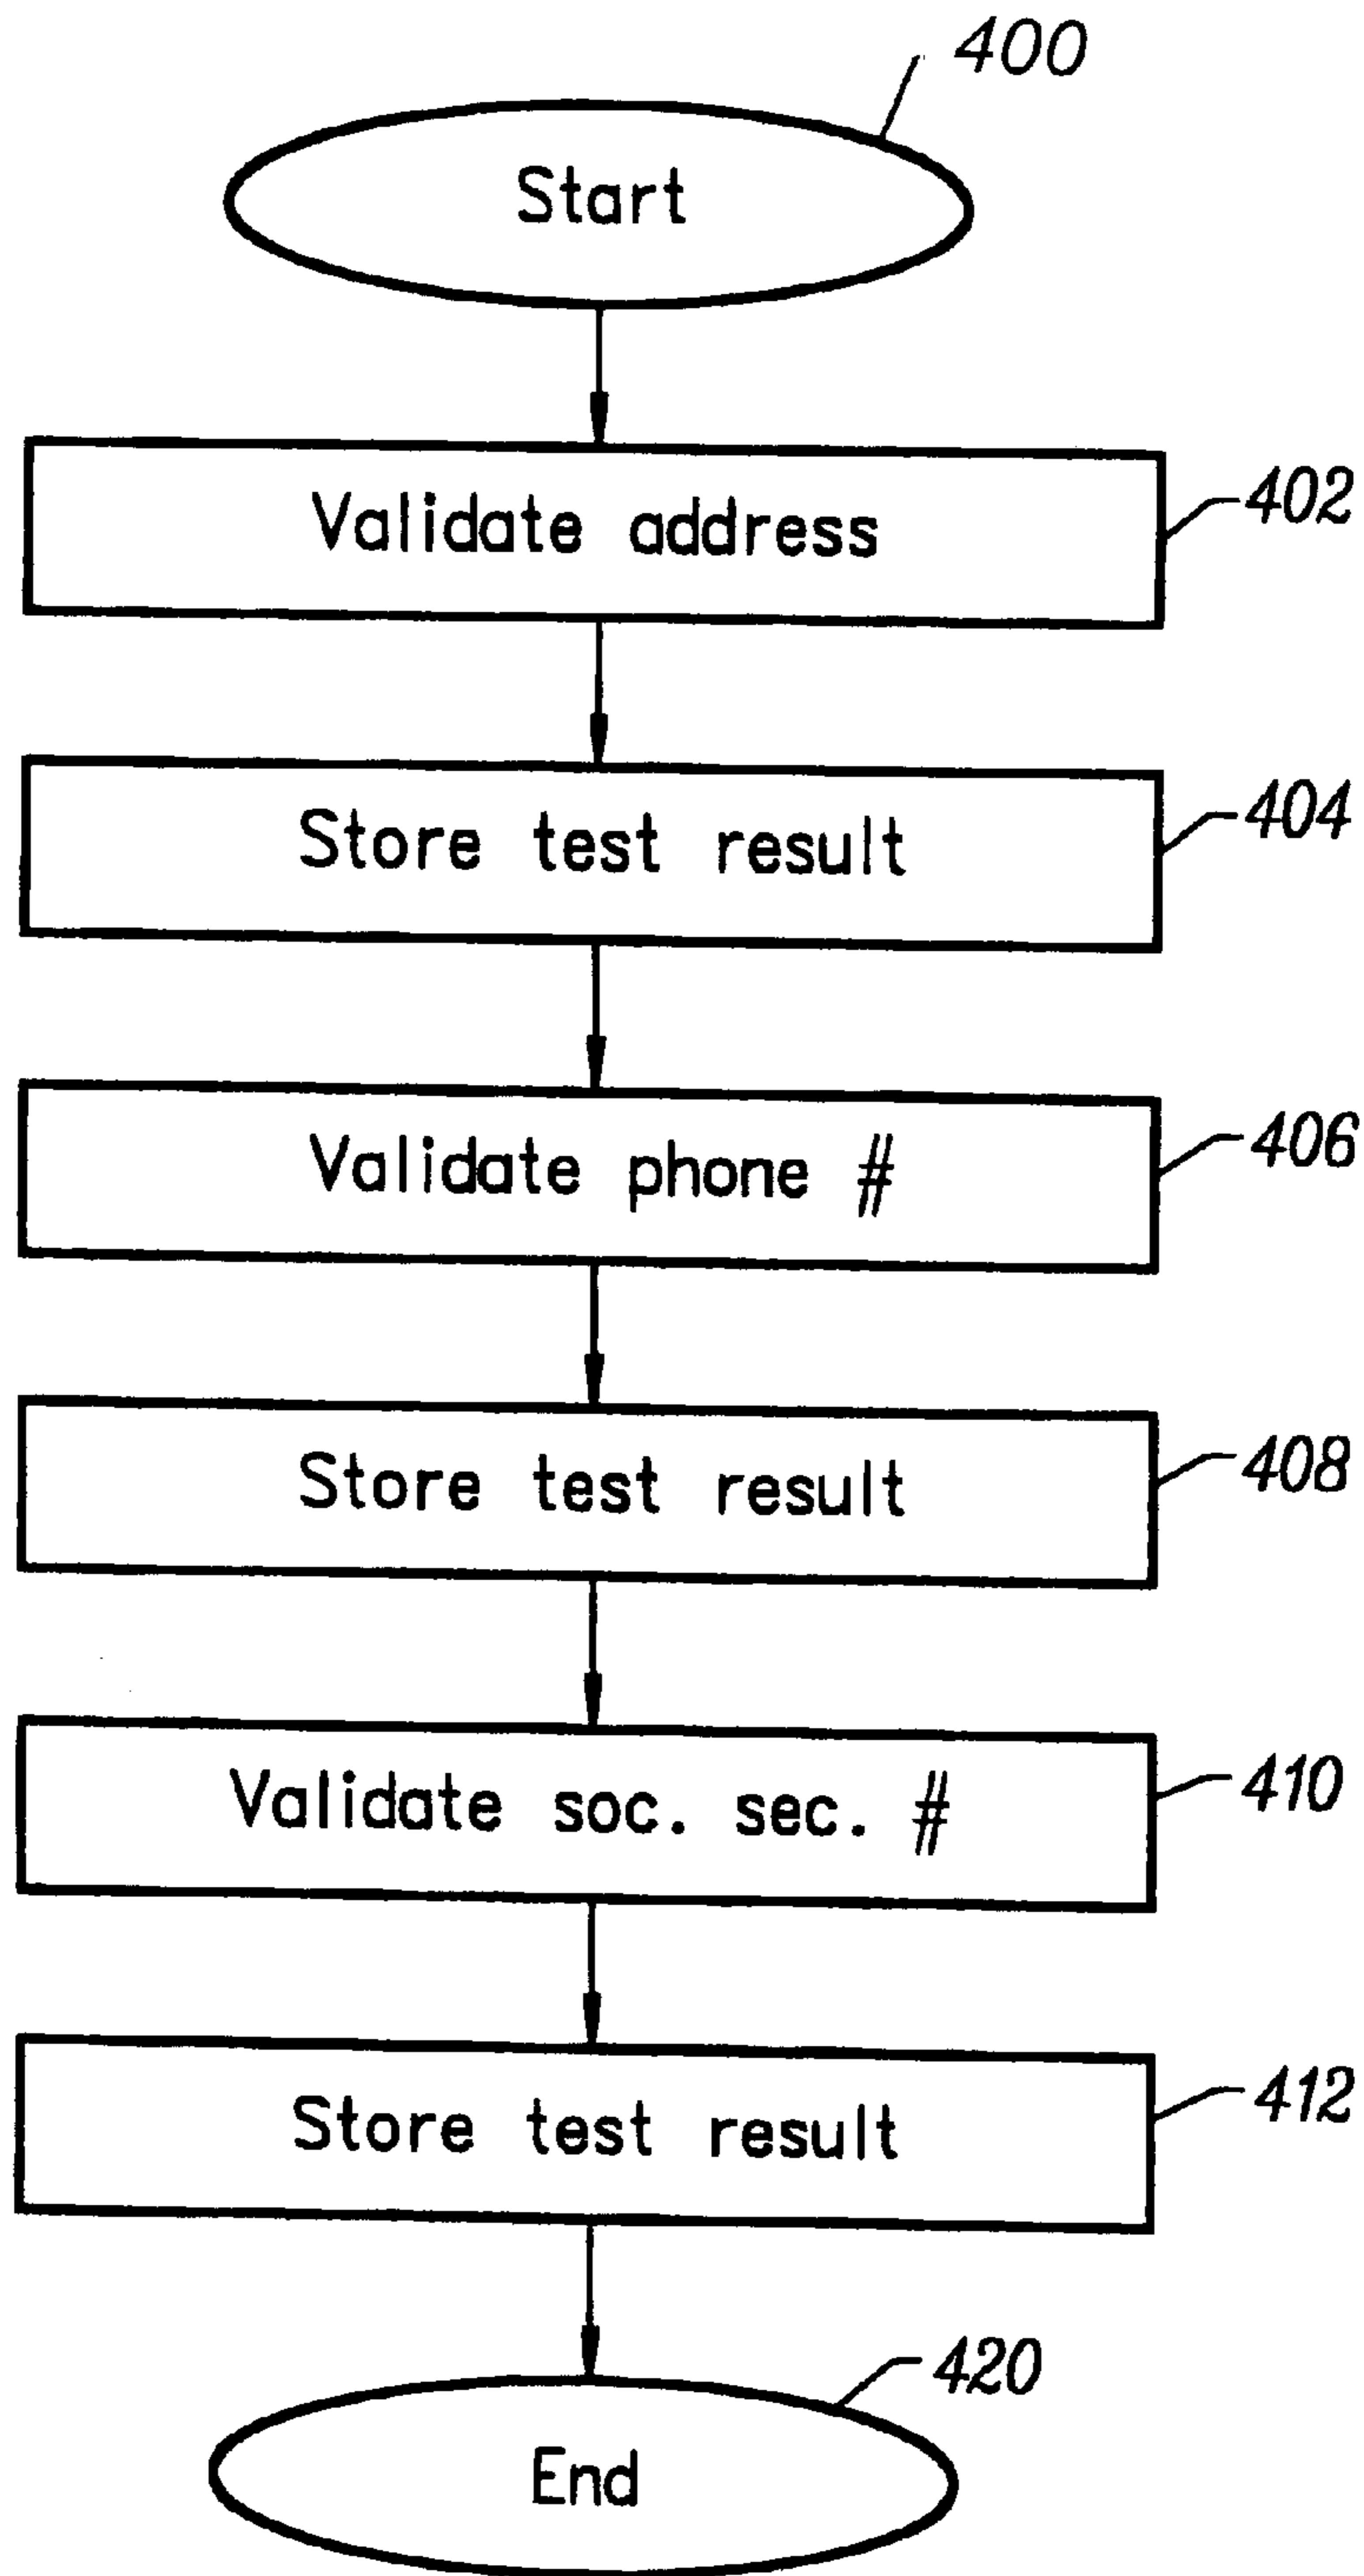 400
Start
Validate address
402
Store test result
404
Validate phone #
406
Store test result
408
Validate soc. sec. #
410
Store test result
412
420
End